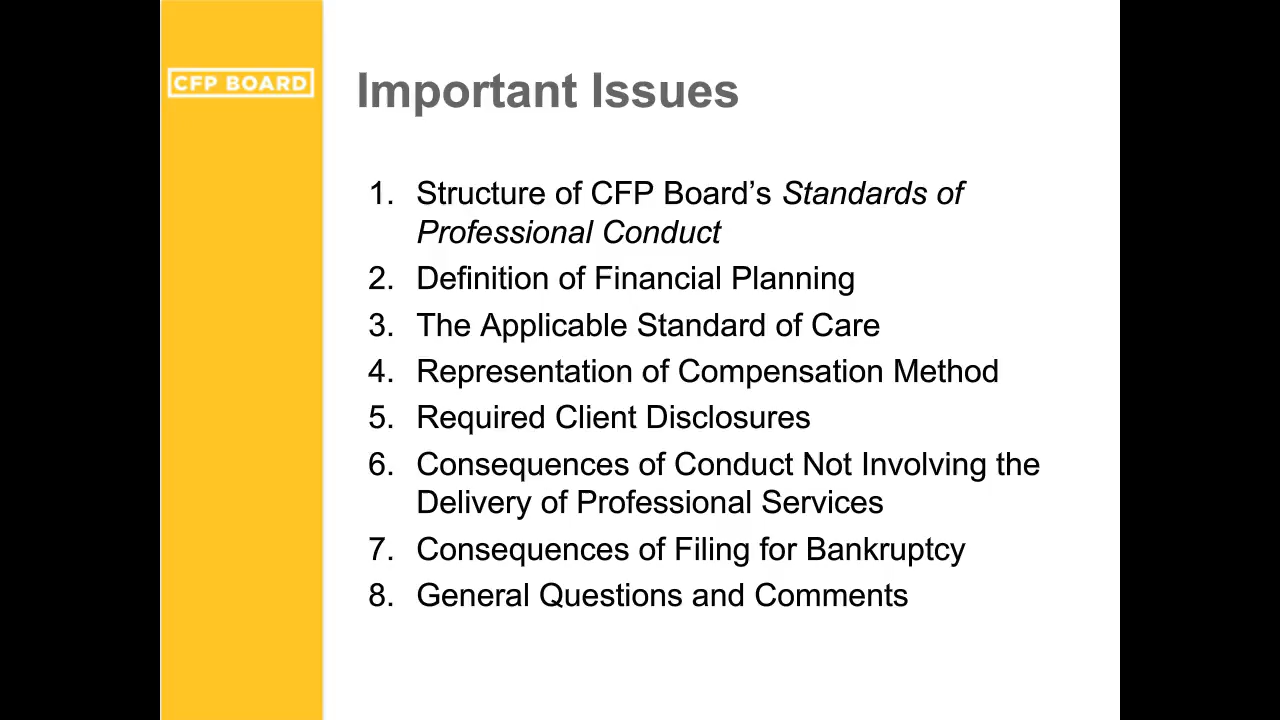 CFP BOARD
Important Issues
1. Structure of CFP Board’s Standards of
Professional Conduct
2. Definition of Financial Planning
3. The Applicable Standard of Care
4. Representation of Compensation Method
5. Required Client Disclosures
6. Consequences of Conduct Not Involving the
Delivery of Professional Services
7. Consequences of Filing for Bankruptcy
8. General Questions and Comments